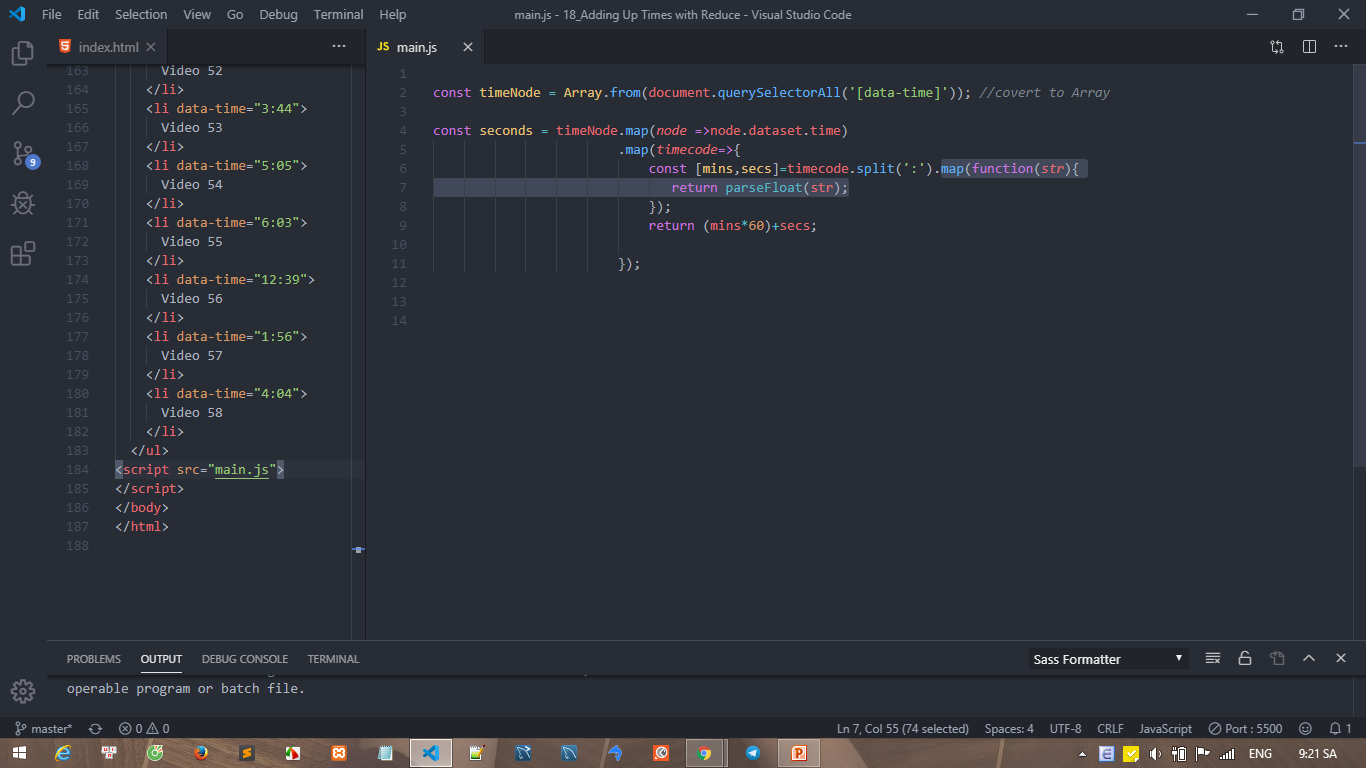 File Edit Selection View Go Debug Terminal Help main.js - 18_Adding Up Times with Reduce - Visual Studio Code
index.html
163 Video 52
164 </li>
165 <li data-time="3:44">
166 Video 53
167 </li>
168 <li data-time="5:05">
169 Video 54
170 </li>
171 <li data-time="6:03">
172 Video 55
173 </li>
174 <li data-time="12:39">
175 Video 56
176 </li>
177 <li data-time="1:56">
178 Video 57
179 </li>
180 <li data-time="4:04">
181 Video 58
182 </li>
183 </ul>
184 <script src="main.js">
185 </script>
186 </body>
187 </html>
188
JS main.js
1
2 const timeNode = Array.from(document.querySelectorAll('[data-time]')); //covert to Array
3
4 const seconds = timeNode.map(node =>node.dataset.time)
5 .map(timecode=>{
6 const [mins,secs]=timecode.split(':').map(function(str){
7 return parseFloat(str);
8 });
9 return (mins*60)+secs;
10
11 });
12
13
14
9
PROBLEMS OUTPUT DEBUG CONSOLE TERMINAL Sass Formatter
operable program or batch file.
master* 0 0 Ln 7, Col 55 (74 selected) Spaces: 4 UTF-8 CRLF JavaScript Port : 5500 1
ENG 9:21 SA